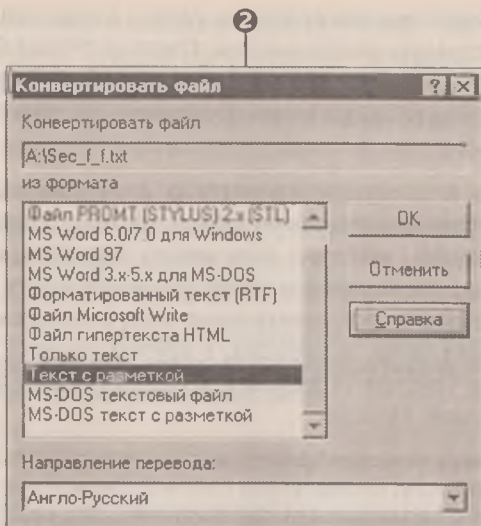 2
Конвертировать файл
? ×
Конвертировать файл
A:\Sec_f_f.txt
из формата
Файл PROMT (STYLUS) 2.x (STL)
MS Word 6.0/7.0 для Windows
MS Word 97
MS Word 3.x-5.x для MS-DOS
Форматированный текст (RTF)
Файл Microsoft Write
Файл гипертекста HTML
Только текст
Текст с разметкой
MS-DOS текстовый файл
MS-DOS текст с разметкой
OK
Отменить
Справка
Направление перевода:
Англо-Русский